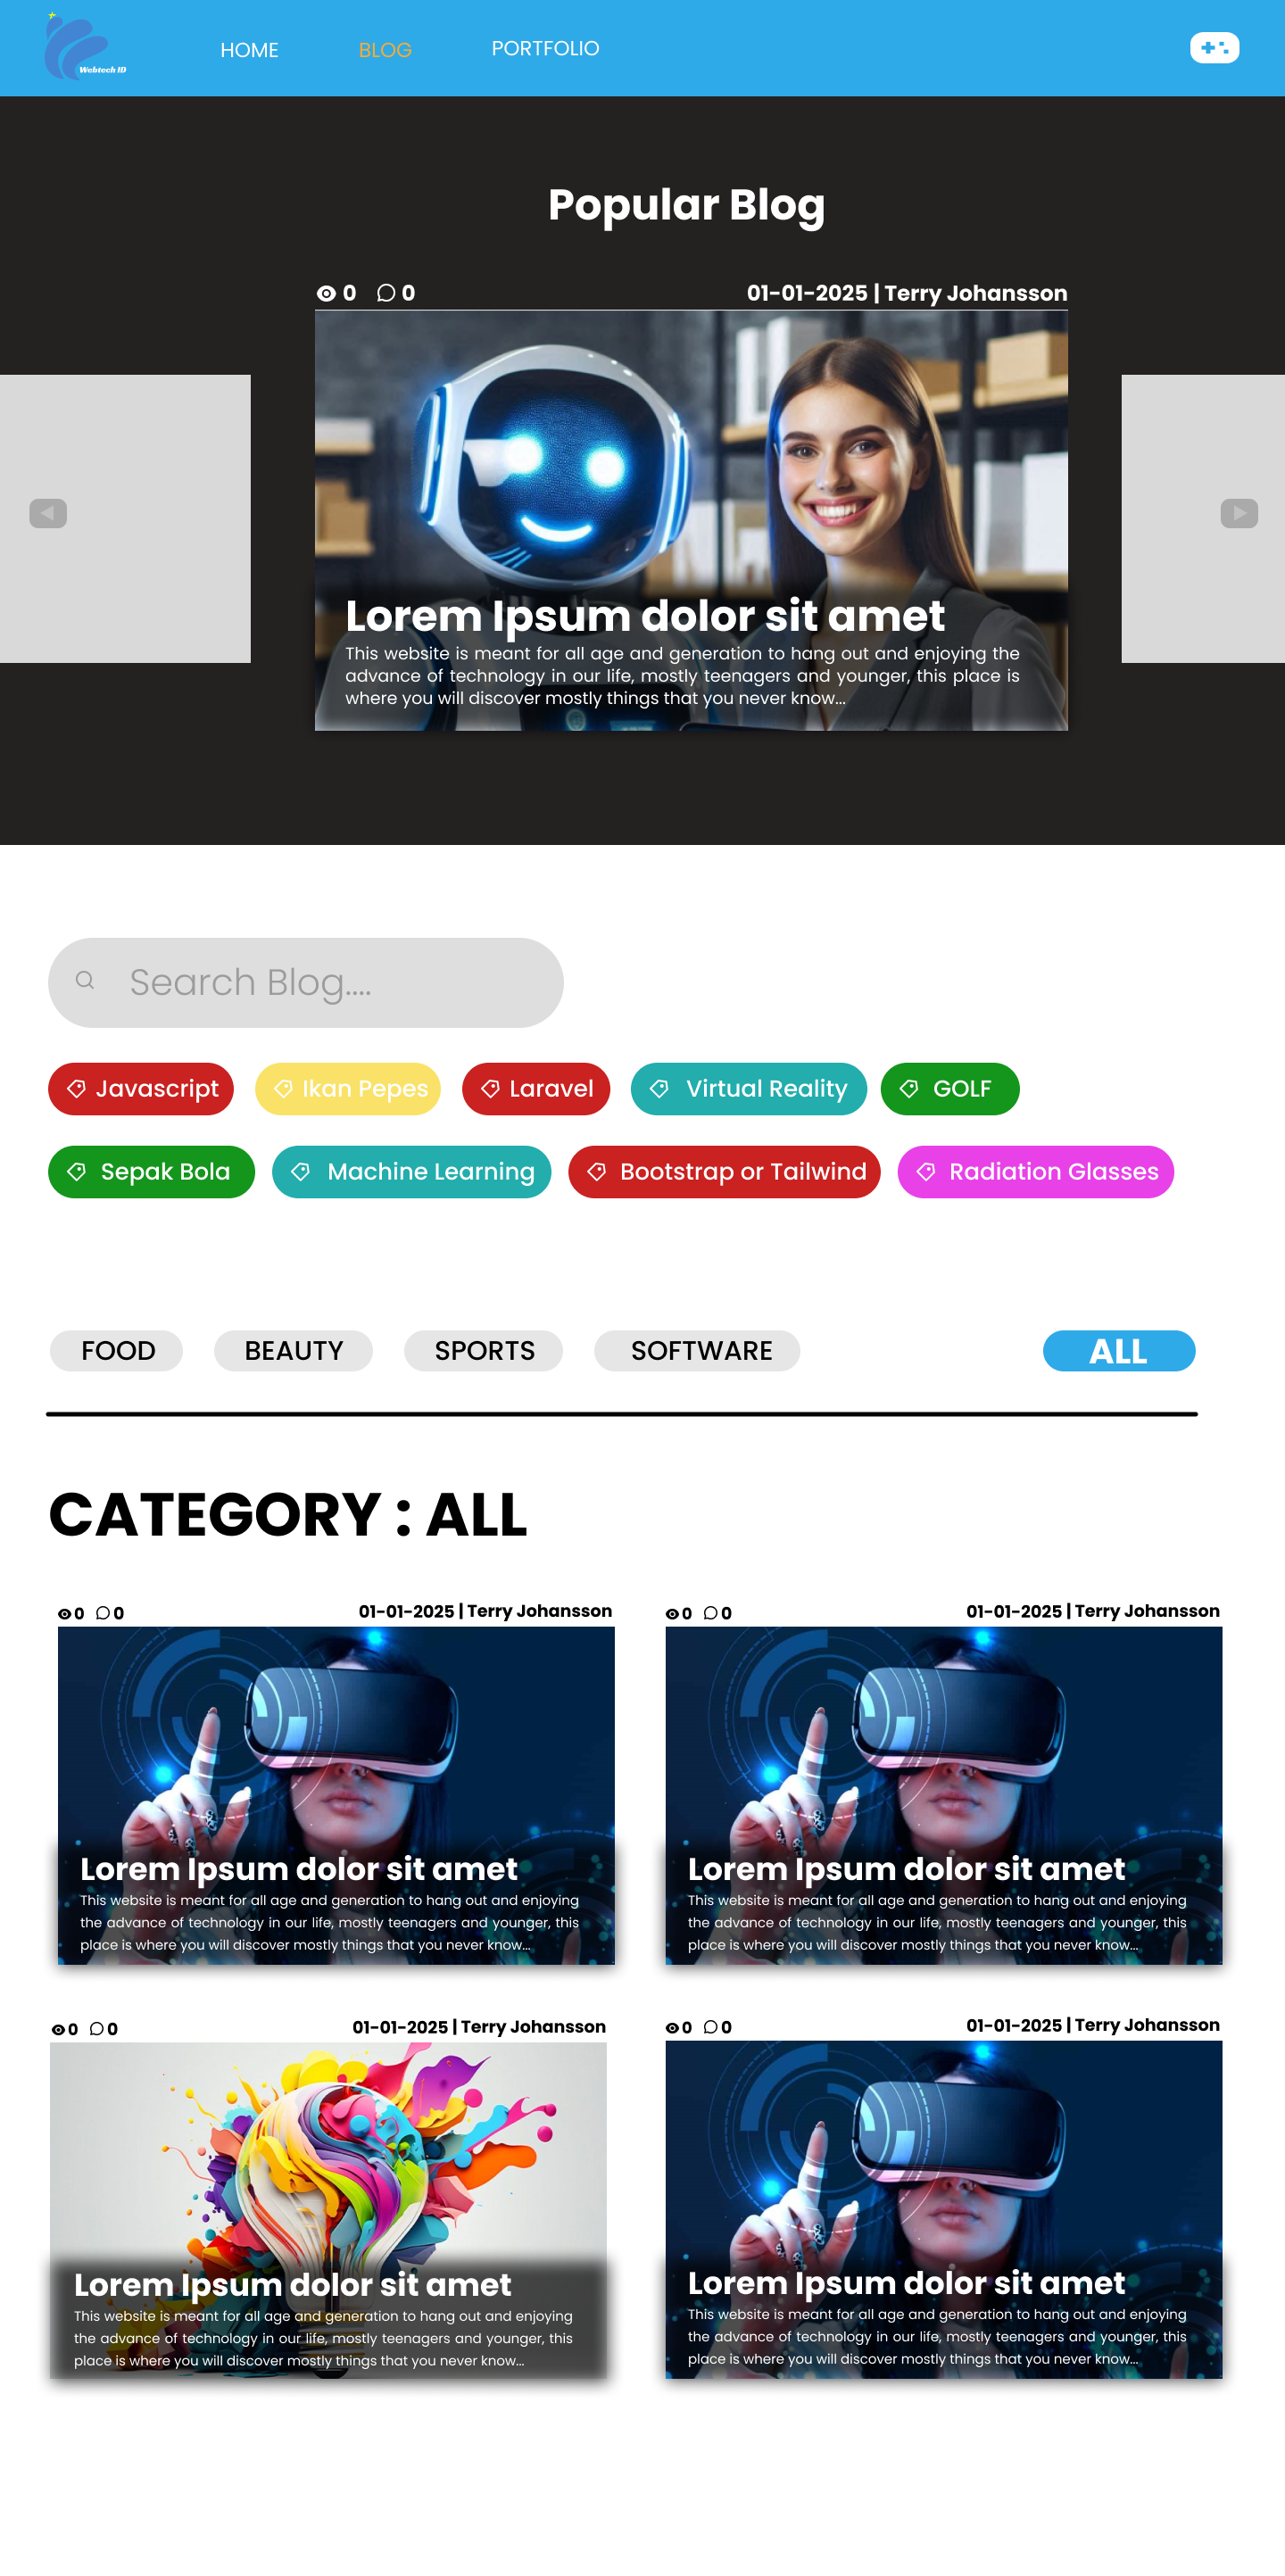 Webtech ID
HOME
BLOG
PORTFOLIO
Popular Blog
0 0
01-01-2025 | Terry Johansson
Lorem Ipsum dolor sit amet
This website is meant for all age and generation to hang out and enjoying the
advance of technology in our life, mostly teenagers and younger, this place is
where you will discover mostly things that you never know...
Search Blog....
Javascript
Ikan Pepes
Laravel
Virtual Reality
GOLF
Sepak Bola
Machine Learning
Bootstrap or Tailwind
Radiation Glasses
FOOD
BEAUTY
SPORTS
SOFTWARE
ALL
CATEGORY : ALL
0 0
01-01-2025 | Terry Johansson
Lorem Ipsum dolor sit amet
This website is meant for all age and generation to hang out and enjoying
the advance of technology in our life, mostly teenagers and younger, this
place is where you will discover mostly things that you never know...
0 0
01-01-2025 | Terry Johansson
Lorem Ipsum dolor sit amet
This website is meant for all age and generation to hang out and enjoying
the advance of technology in our life, mostly teenagers and younger, this
place is where you will discover mostly things that you never know...
0 0
01-01-2025 | Terry Johansson
Lorem Ipsum dolor sit amet
This website is meant for all age and generation to hang out and enjoying
the advance of technology in our life, mostly teenagers and younger, this
place is where you will discover mostly things that you never know...
0 0
01-01-2025 | Terry Johansson
Lorem Ipsum dolor sit amet
This website is meant for all age and generation to hang out and enjoying
the advance of technology in our life, mostly teenagers and younger, this
place is where you will discover mostly things that you never know...